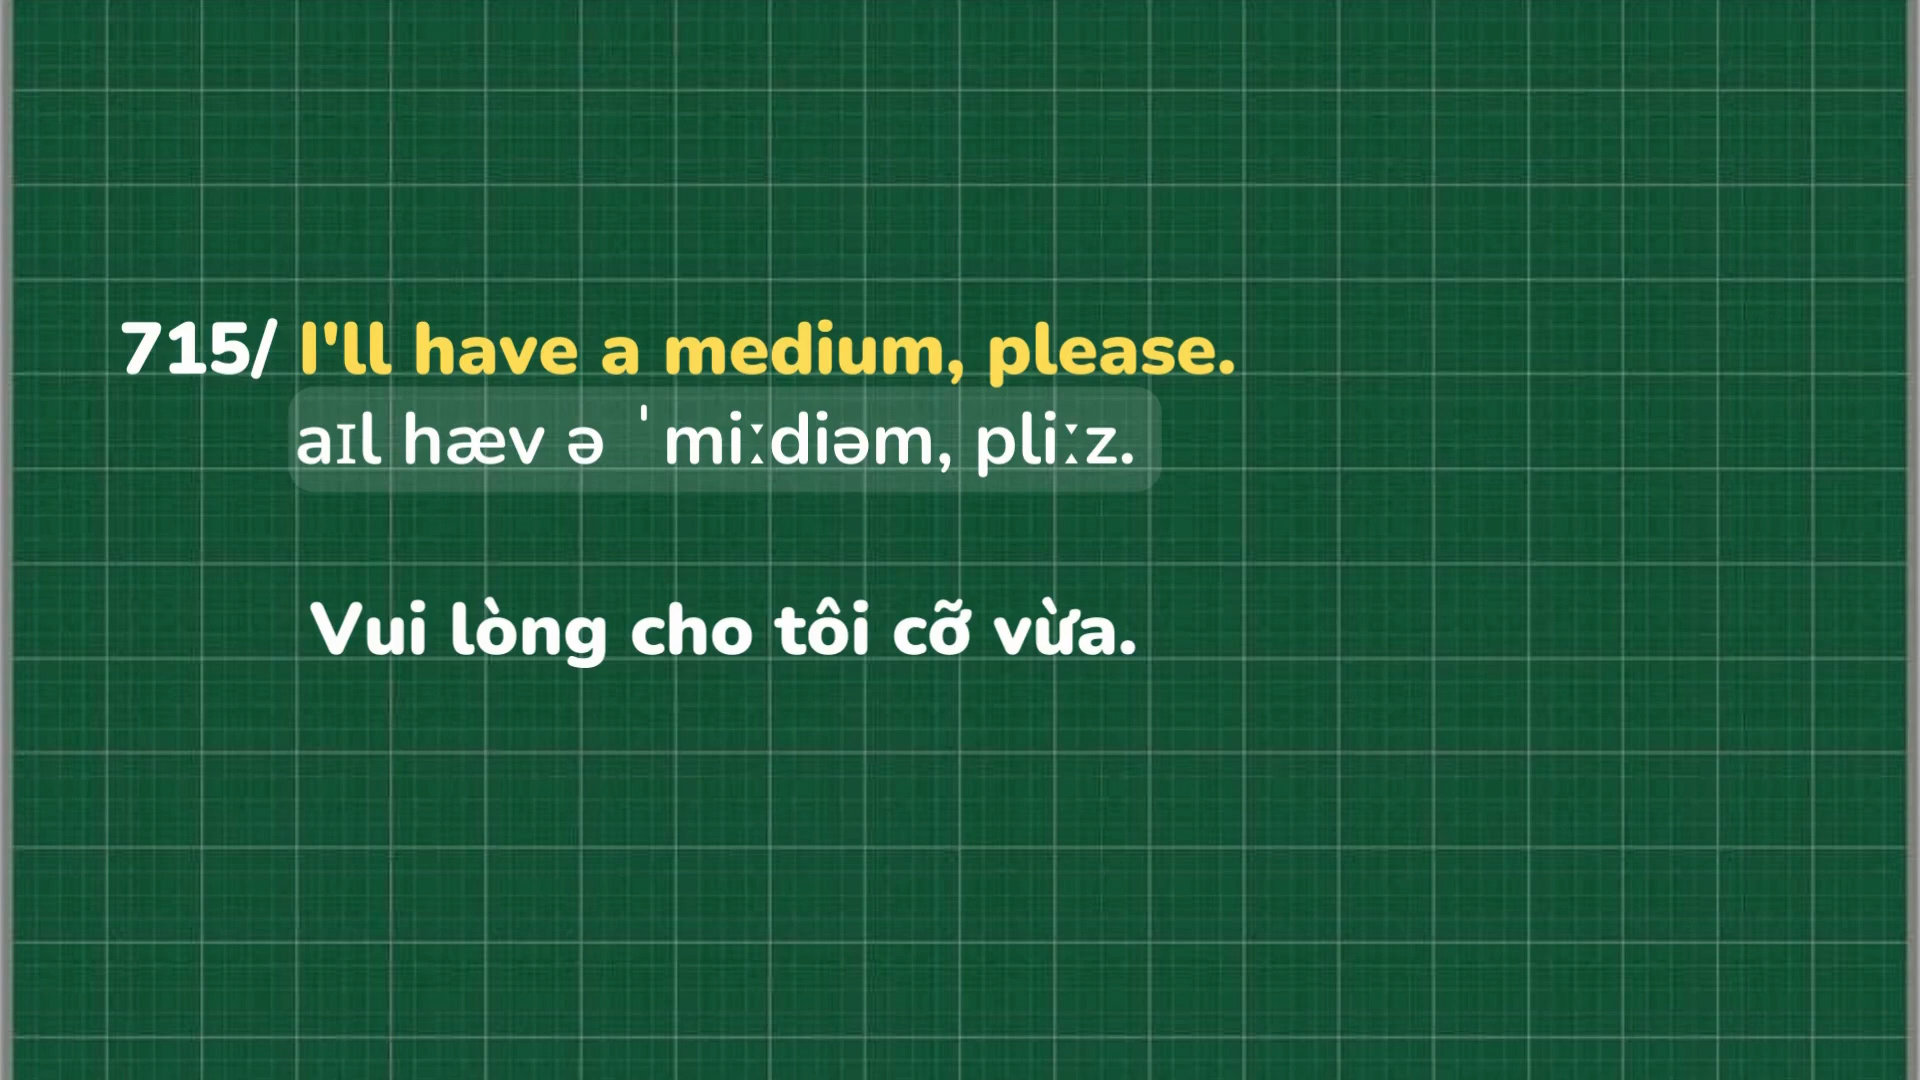 715/ I'll have a medium, please.
aɪl hæv ə ˈmiːdiəm, pliːz.
Vui lòng cho tôi cỡ vừa.